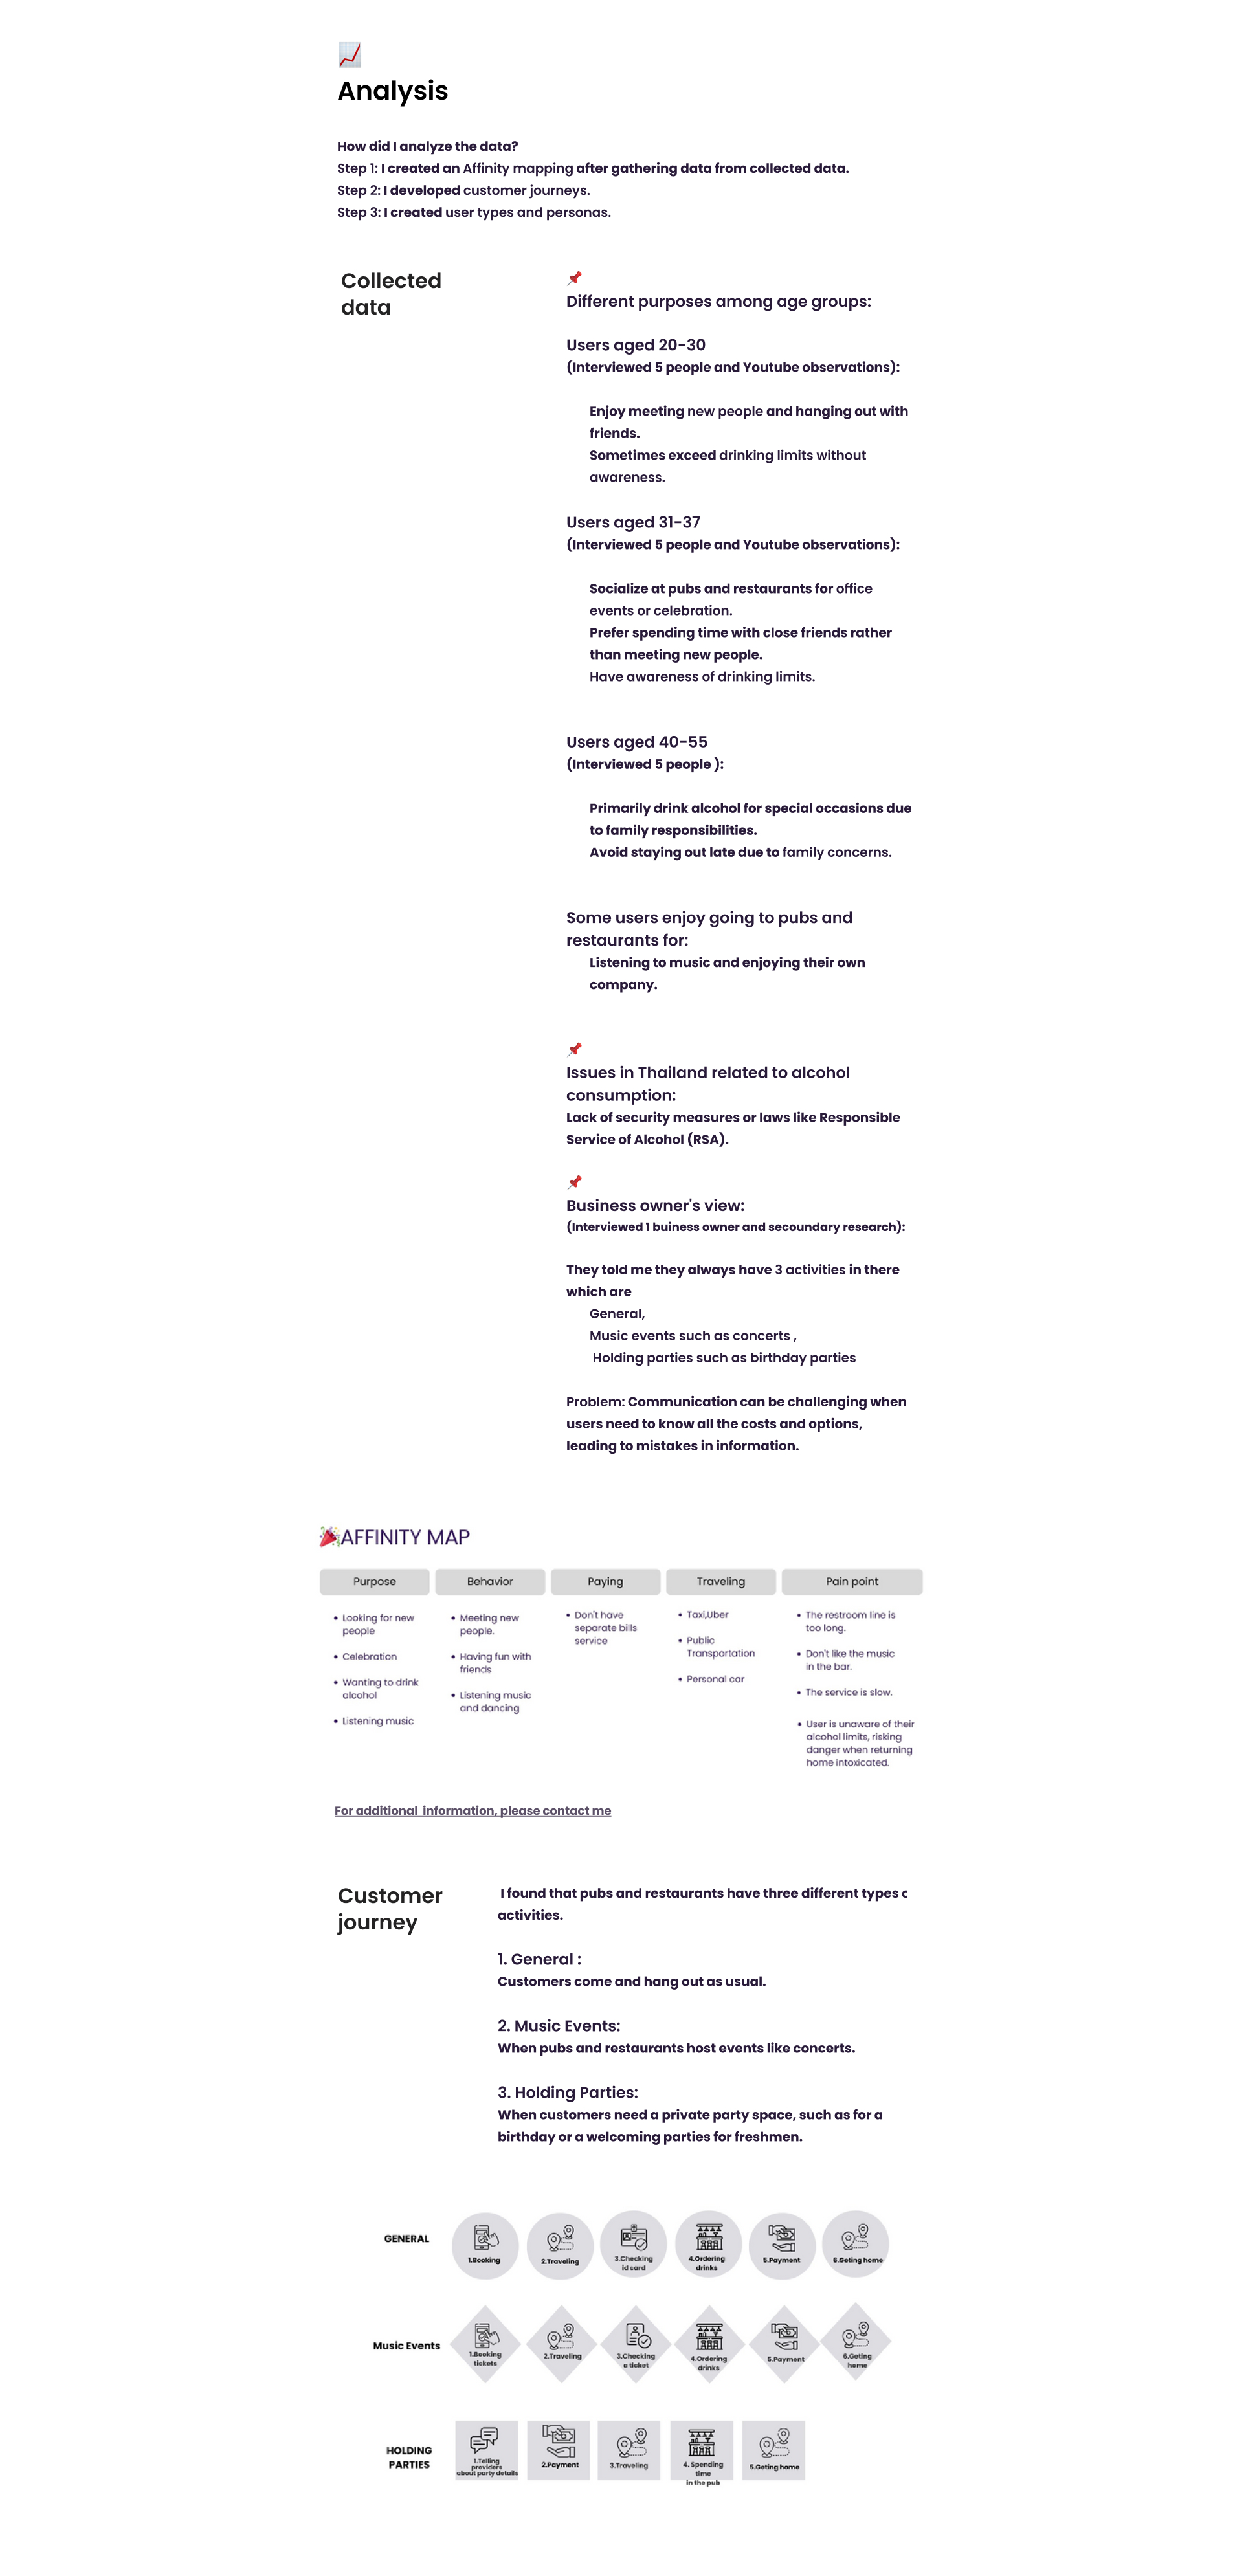 Analysis
How did I analyze the data?
Step 1: I created an Affinity mapping after gathering data from collected data.
Step 2: I developed customer journeys.
Step 3: I created user types and personas.
Collected
data
Different purposes among age groups:
Users aged 20-30
(Interviewed 5 people and Youtube observations):
Enjoy meeting new people and hanging out with
friends.
Sometimes exceed drinking limits without
awareness.
Users aged 31-37
(Interviewed 5 people and Youtube observations):
Socialize at pubs and restaurants for office
events or celebration.
Prefer spending time with close friends rather
than meeting new people.
Have awareness of drinking limits.
Users aged 40-55
(Interviewed 5 people ):
Primarily drink alcohol for special occasions due
to family responsibilities.
Avoid staying out late due to family concerns.
Some users enjoy going to pubs and
restaurants for:
Listening to music and enjoying their own
company.
Issues in Thailand related to alcohol
consumption:
Lack of security measures or laws like Responsible
Service of Alcohol (RSA).
Business owner's view:
(Interviewed 1 buiness owner and secoundary research):
They told me they always have 3 activities in there
which are
General,
Music events such as concerts ,
Holding parties such as birthday parties
Problem: Communication can be challenging when
users need to know all the costs and options,
leading to mistakes in information.
AFFINITY MAP
Purpose
• Looking for new
people
• Celebration
• Wanting to drink
alcohol
• Listening music
Behavior
• Meeting new
people.
• Having fun with
friends
• Listening music
and dancing
Paying
• Don't have
separate bills
service
Traveling
• Taxi,Uber
• Public
Transportation
• Personal car
Pain point
• The restroom line is
too long.
• Don't like the music
in the bar.
• The service is slow.
• User is unaware of their
alcohol limits, risking
danger when returning
home intoxicated.
For additional information, please contact me
Customer
journey
I found that pubs and restaurants have three different types
activities.
1. General :
Customers come and hang out as usual.
2. Music Events:
When pubs and restaurants host events like concerts.
3. Holding Parties:
When customers need a private party space, such as for a
birthday or a welcoming parties for freshmen.
GENERAL
1.Booking
2.Traveling
3.Checking
id card
4.Ordering
drinks
5.Payment
6.Geting home
Music Events
1.Booking
tickets
2.Traveling
3.Checking
a ticket
4.Ordering
drinks
5.Payment
6.Geting
home
HOLDING
PARTIES
1.Telling
providers
about party details
2.Payment
3.Traveling
4. Spending
time
in the pub
5.Geting home